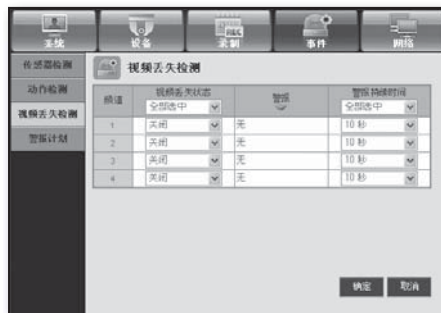 系统 设备 录制 事件 网络
REC
传感器检测
动作检测
视频丢失检测
警报计划
视频丢失检测
频道 视频丢失状态 警报 警报持续时间
全部选中 全部选中
1 关闭 无 10 秒
2 关闭 无 10 秒
3 关闭 无 10 秒
4 关闭 无 10 秒
确定 取消